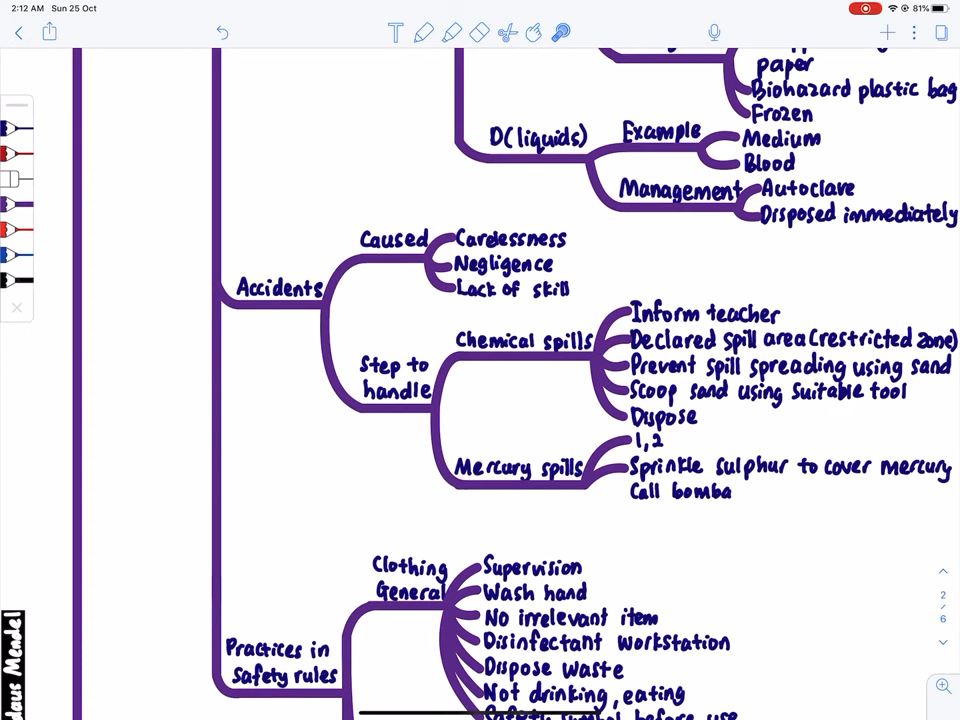 2:12 AM Sun 25 Oct
81%
paper
Biohazard plastic bag
Frozen
D(liquids)
Example
Medium
Blood
Management
Autoclave
Disposed immediately
Accidents
Caused
Carelessness
Negligence
Lack of skill
Step to
handle
Chemical spills
Inform teacher
Declared spill area (restricted zone)
Prevent spill spreading using sand
Scoop sand using suitable tool
Dispose
Mercury spills
1,2
Sprinkle sulphur to cover mercury
Call bomba
Practices in
safety rules
Clothing
General
Supervision
Wash hand
No irrelevant item
Disinfectant workstation
Dispose waste
Not drinking, eating
symbol before use
2
/
6
Mendel